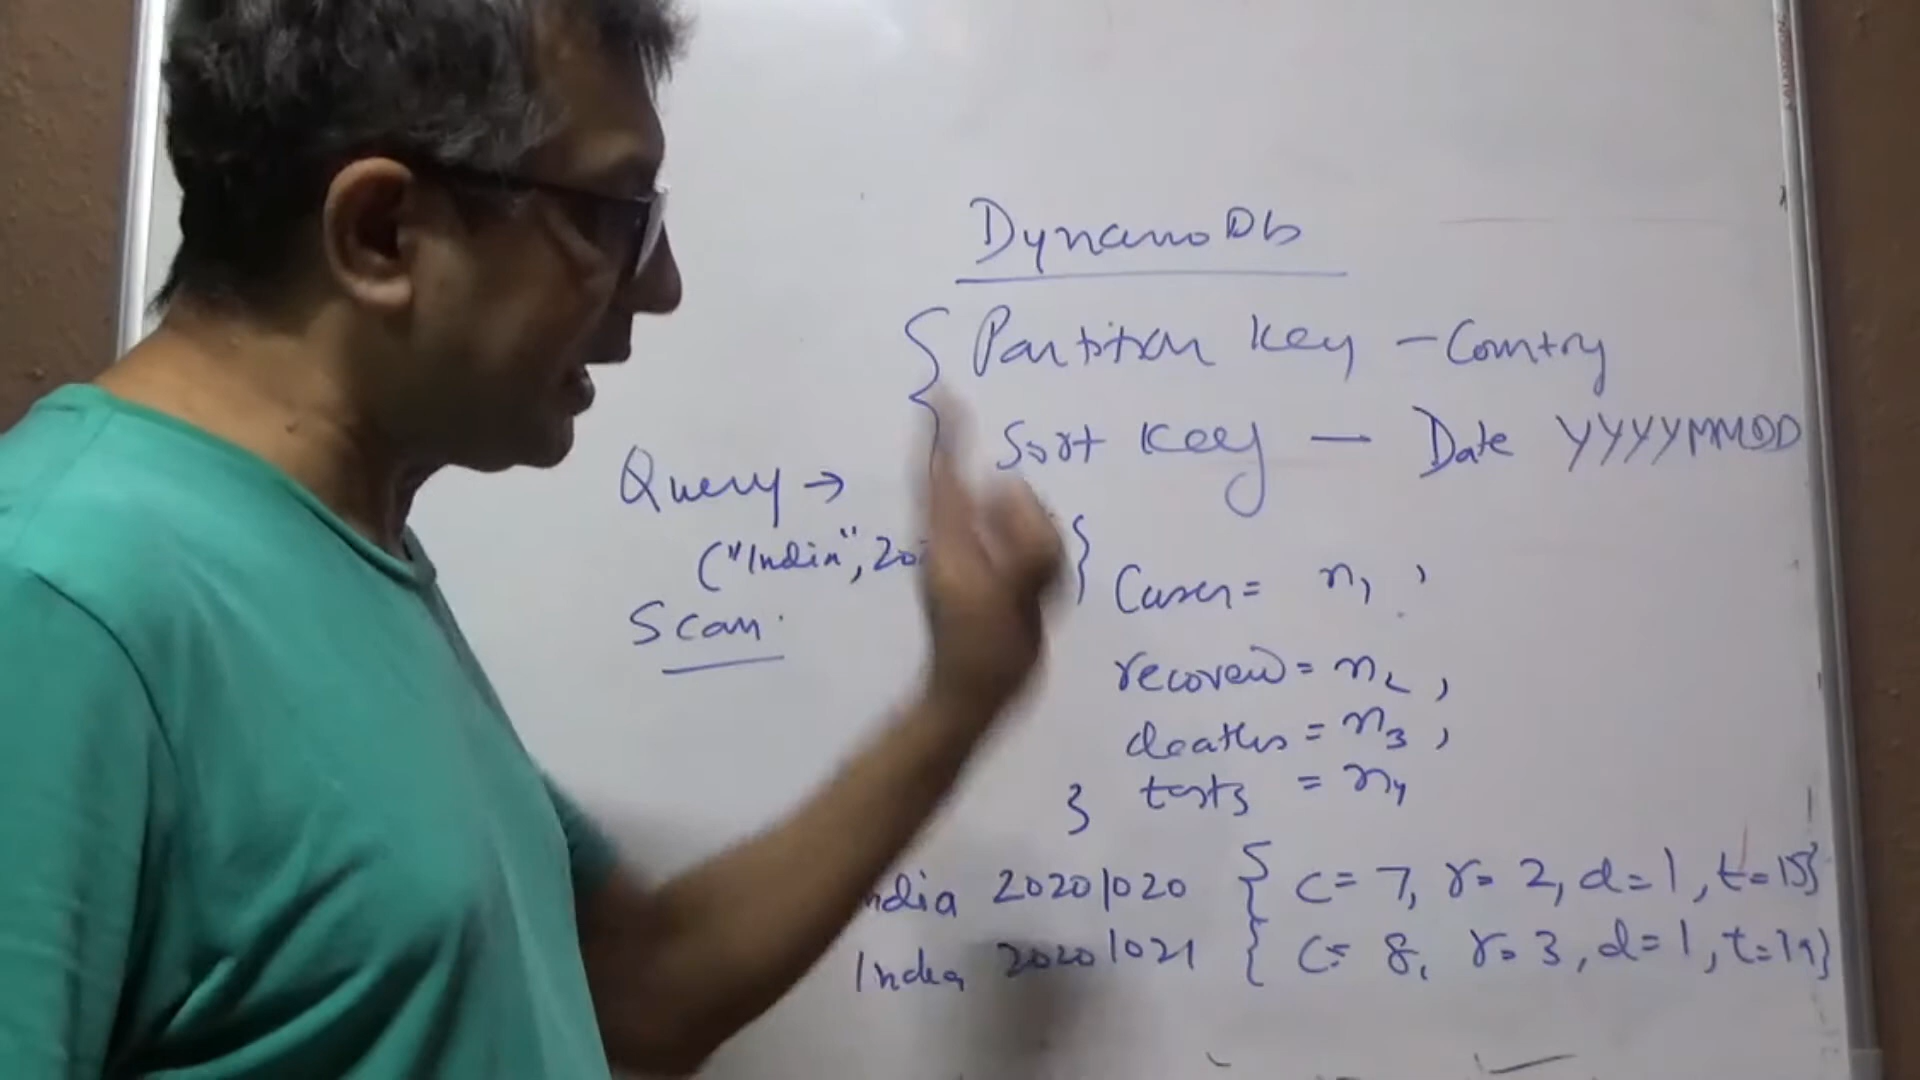 DynamoDb
{ Partition Key – Country
Sort Key – Date YYYYMMDD
Query →
("India", 20
Scan
} Cases = n1 ,
recovered = n2 ,
deaths = n3 ,
} tests = n4
ndia 20201020 { c= 7, r= 2, d=1, t=15}
India 20201021 { c= 8, r= 3, d=1, t=19}